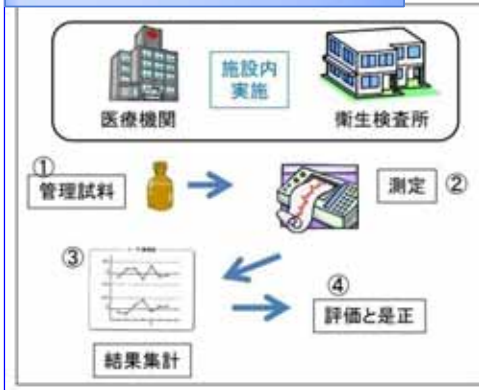 施設内
実施
医療機関
衛生検査所
①
管理試料
測定 ②
③
④
評価と是正
結果集計